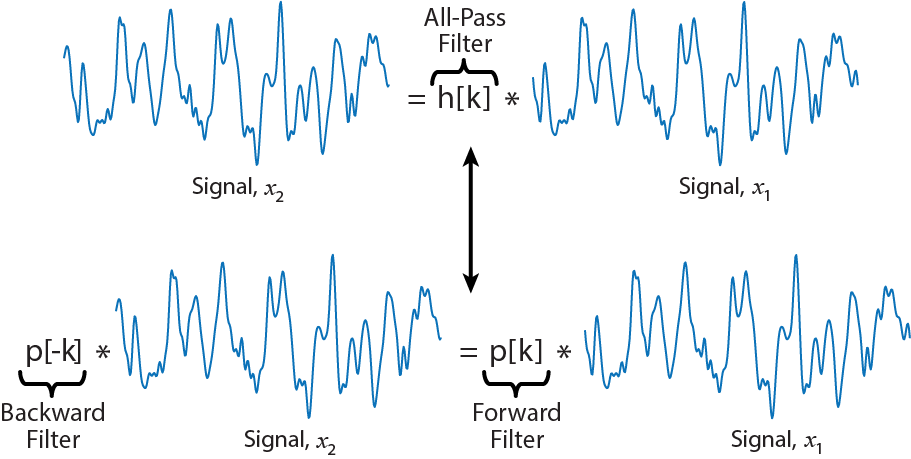 All-Pass
Filter
= h[k] *
Signal, x₂
Signal, x₁
p[-k] *
= p[k] *
Backward
Filter
Forward
Filter
Signal, x₂
Signal, x₁